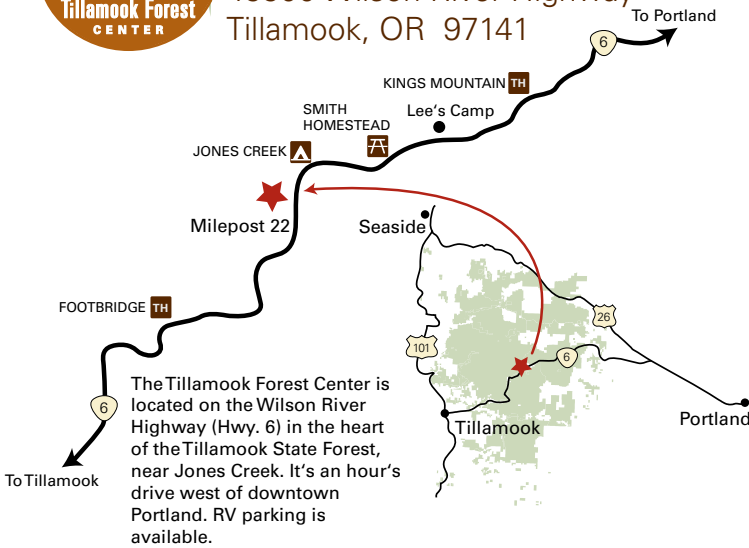 Tillamook Forest
CENTER
Tillamook, OR 97141
To Portland
6
KINGS MOUNTAIN TH
Lee's Camp
SMITH
HOMESTEAD
JONES CREEK
Milepost 22
Seaside
FOOTBRIDGE TH
26
101
6
6
Portland
Tillamook
To Tillamook
The Tillamook Forest Center is
located on the Wilson River
Highway (Hwy. 6) in the heart
of the Tillamook State Forest,
near Jones Creek. It's an hour's
drive west of downtown
Portland. RV parking is
available.